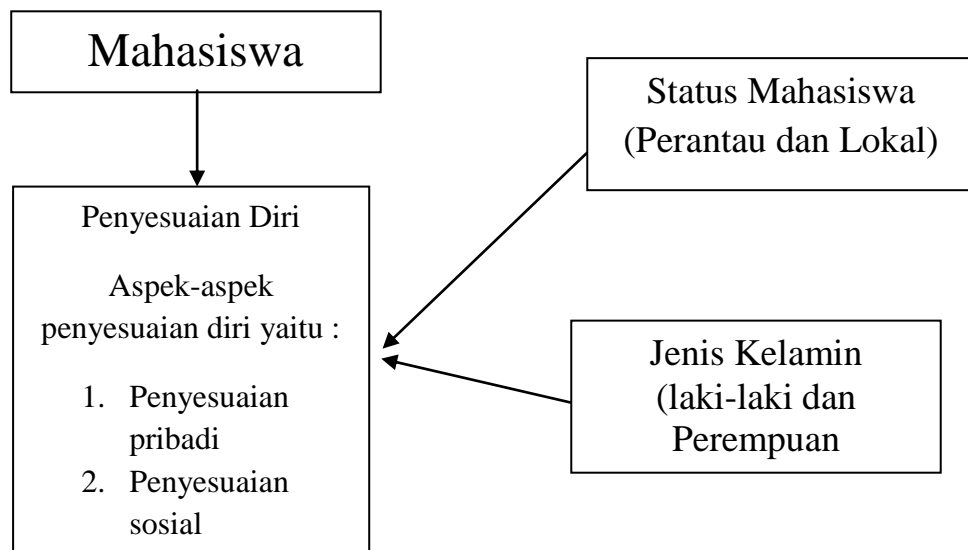 Mahasiswa
Status Mahasiswa
(Perantau dan Lokal)
Penyesuaian Diri
Aspek-aspek
penyesuaian diri yaitu :
1. Penyesuaian
pribadi
2. Penyesuaian
sosial
Jenis Kelamin
(laki-laki dan
Perempuan